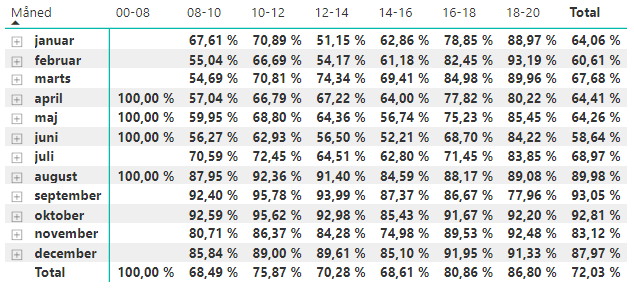 Måned 00-08 08-10 10-12 12-14 14-16 16-18 18-20 Total
januar 67,61 % 70,89 % 51,15 % 62,86 % 78,85 % 88,97 % 64,06 %
februar 55,04 % 66,69 % 54,17 % 61,18 % 82,45 % 93,19 % 60,61 %
marts 54,69 % 70,81 % 74,34 % 69,41 % 84,98 % 89,96 % 67,68 %
april 100,00 % 57,04 % 66,79 % 67,22 % 64,00 % 77,82 % 80,22 % 64,41 %
maj 100,00 % 59,95 % 68,80 % 64,36 % 56,74 % 75,23 % 85,45 % 64,26 %
juni 100,00 % 56,27 % 62,93 % 56,50 % 52,21 % 68,70 % 84,22 % 58,64 %
juli 70,59 % 72,45 % 64,51 % 62,80 % 71,45 % 83,85 % 68,97 %
august 100,00 % 87,95 % 92,36 % 91,40 % 84,59 % 88,17 % 89,08 % 89,98 %
september 92,40 % 95,78 % 93,99 % 87,37 % 86,67 % 77,96 % 93,05 %
oktober 92,59 % 95,62 % 92,98 % 85,43 % 91,67 % 92,20 % 92,81 %
november 80,71 % 86,37 % 84,28 % 74,98 % 89,53 % 92,48 % 83,12 %
december 85,84 % 89,00 % 89,61 % 85,10 % 91,95 % 91,33 % 87,97 %
Total 100,00 % 68,49 % 75,87 % 70,28 % 68,61 % 80,86 % 86,80 % 72,03 %